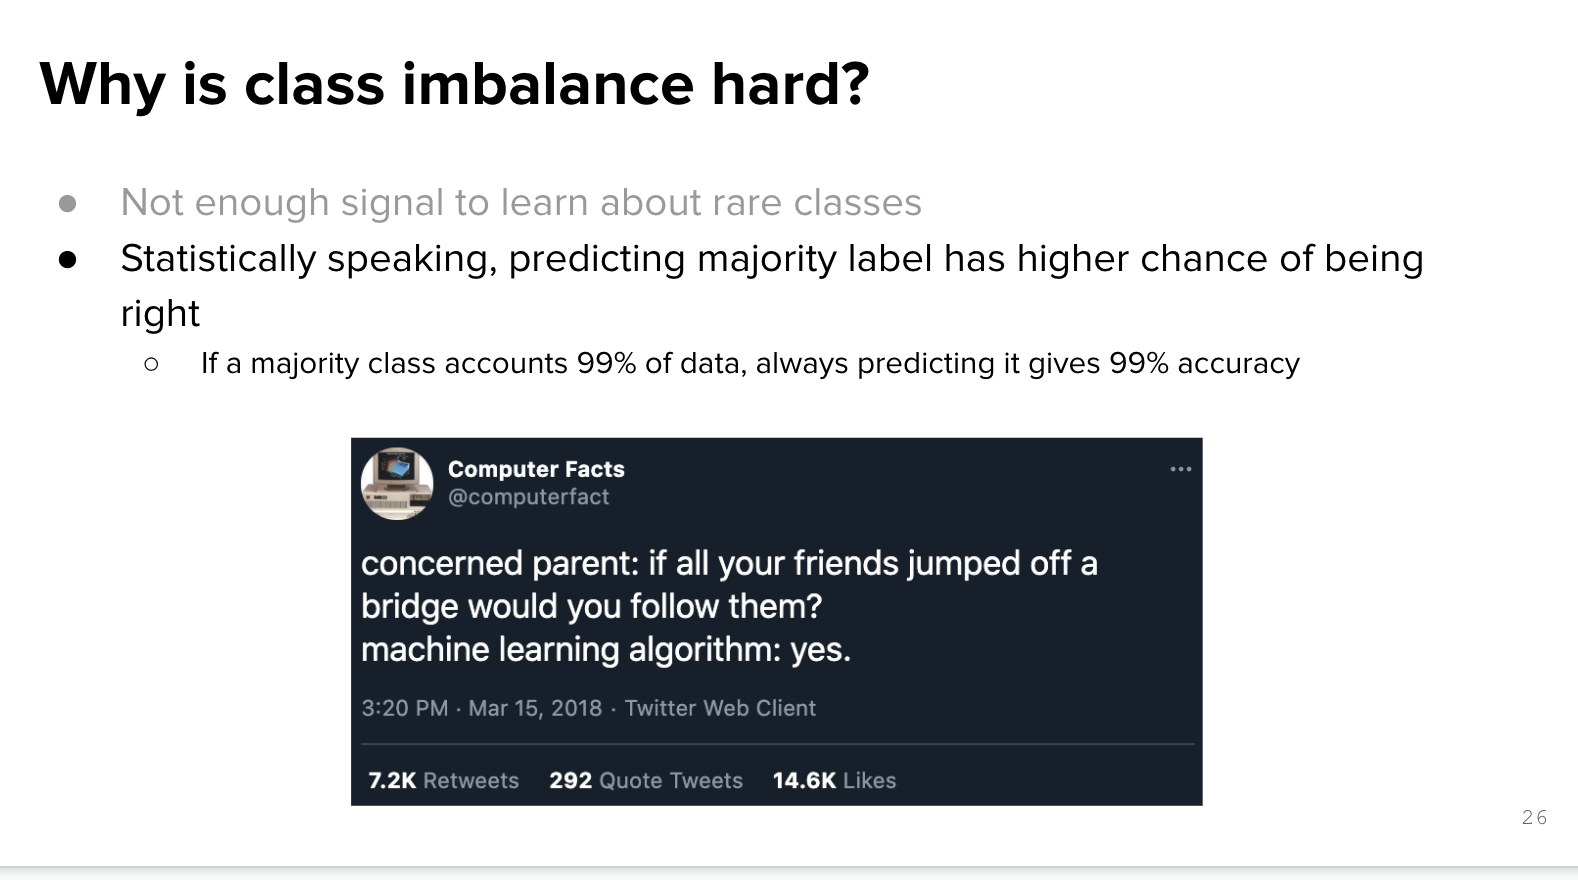 Why is class imbalance hard?
● Not enough signal to learn about rare classes
● Statistically speaking, predicting majority label has higher chance of being
right
○ If a majority class accounts 99% of data, always predicting it gives 99% accuracy
Computer Facts
@computerfact
concerned parent: if all your friends jumped off a
bridge would you follow them?
machine learning algorithm: yes.
3:20 PM · Mar 15, 2018 · Twitter Web Client
7.2K Retweets 292 Quote Tweets 14.6K Likes
26